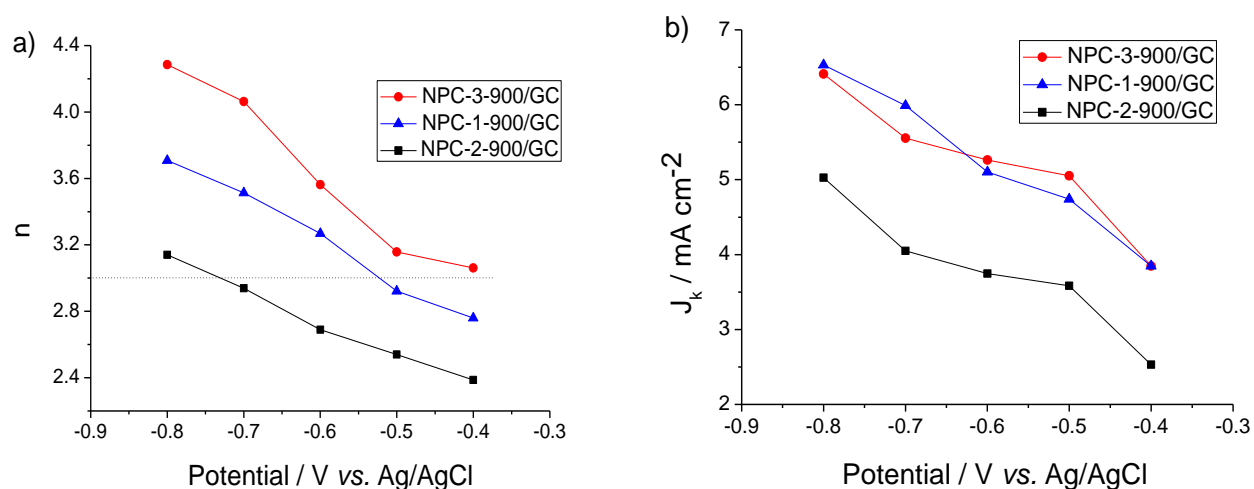 a)
4.4
4.0
3.6
3.2
2.8
2.4
n
NPC-3-900/GC
NPC-1-900/GC
NPC-2-900/GC
-0.9
-0.8
-0.7
-0.6
-0.5
-0.4
-0.3
Potential / V vs. Ag/AgCl
b)
7
6
5
4
3
2
J_k / mA cm^-2
NPC-3-900/GC
NPC-1-900/GC
NPC-2-900/GC
-0.9
-0.8
-0.7
-0.6
-0.5
-0.4
-0.3
Potential / V vs. Ag/AgCl